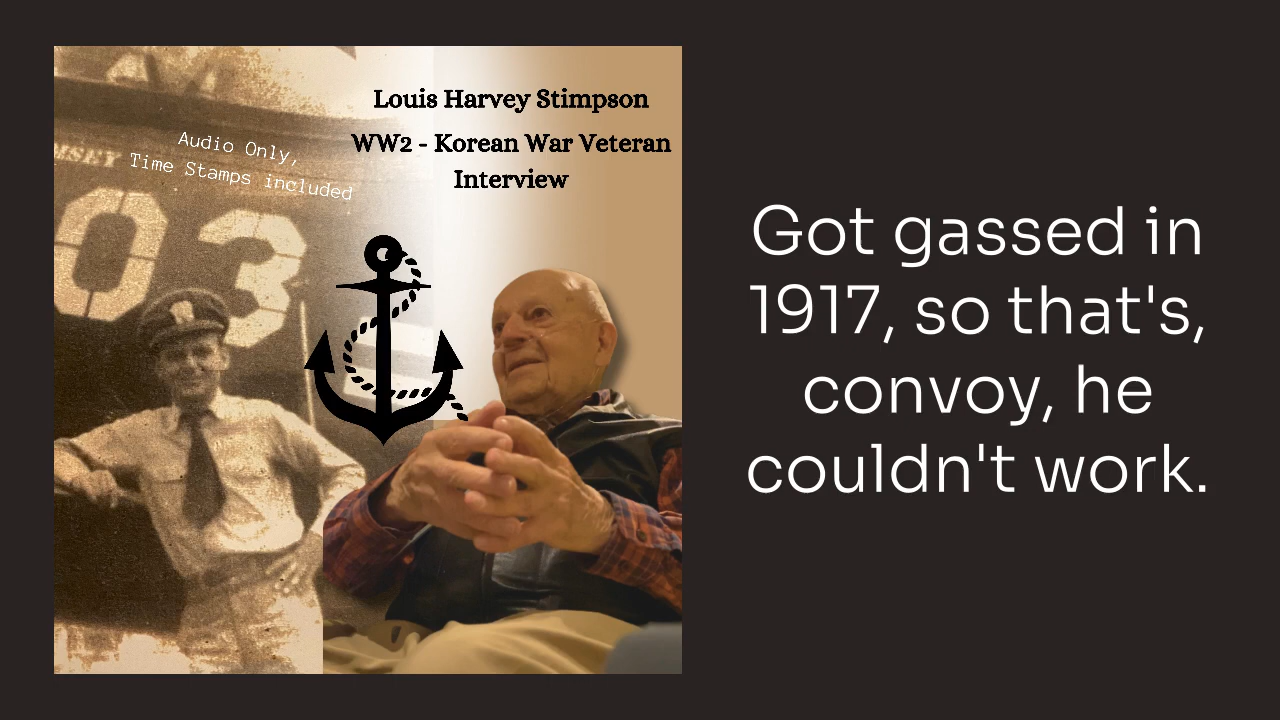 Louis Harvey Stimpson
WW2 - Korean War Veteran
Interview
Audio Only,
Time Stamps included
MSEY
03
Got gassed in
1917, so that's,
convoy, he
couldn't work.